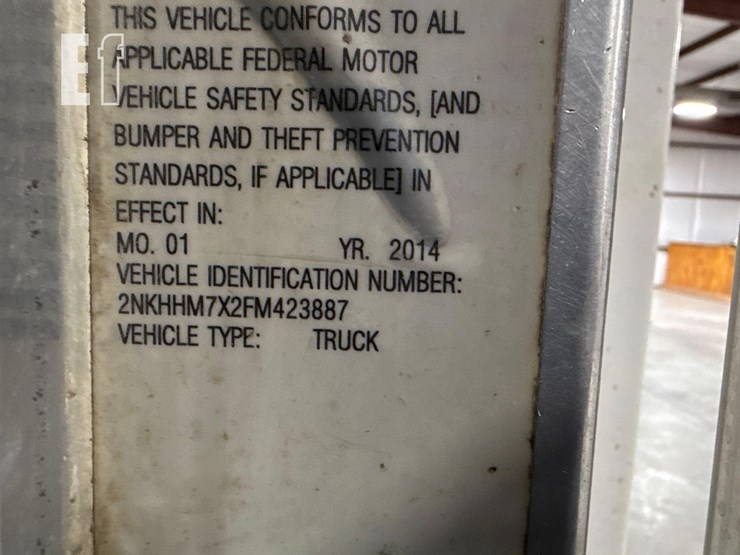 THIS VEHICLE CONFORMS TO ALL
Ef
APPLICABLE FEDERAL MOTOR
VEHICLE SAFETY STANDARDS, [AND
BUMPER AND THEFT PREVENTION
STANDARDS, IF APPLICABLE] IN
EFFECT IN:
MO. 01 YR. 2014
VEHICLE IDENTIFICATION NUMBER:
2NKHHM7X2FM423887
VEHICLE TYPE: TRUCK